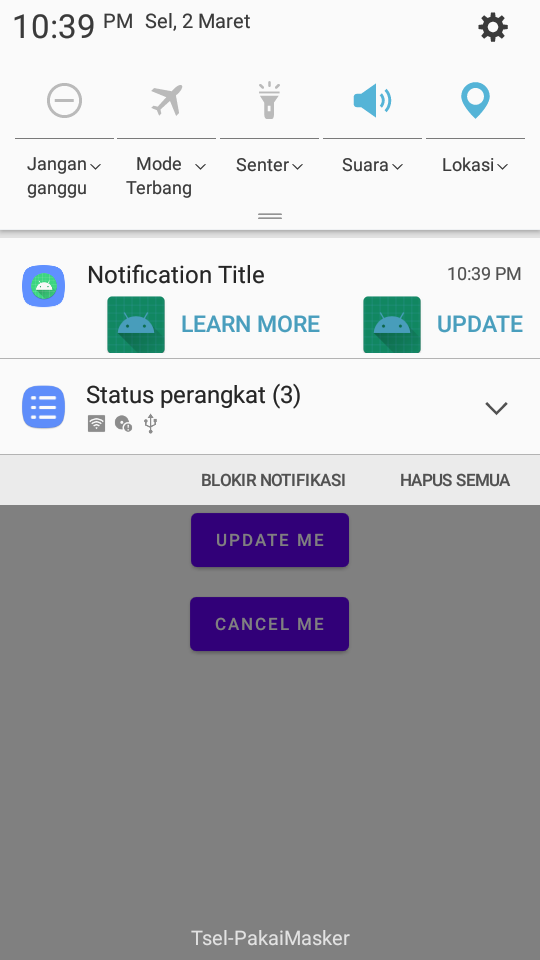 10:39 PM Sel, 2 Maret
Jangan ganggu
Mode Terbang
Senter
Suara
Lokasi
Notification Title 10:39 PM
LEARN MORE UPDATE
Status perangkat (3)
BLOKIR NOTIFIKASI HAPUS SEMUA
UPDATE ME
CANCEL ME
Tsel-PakaiMasker